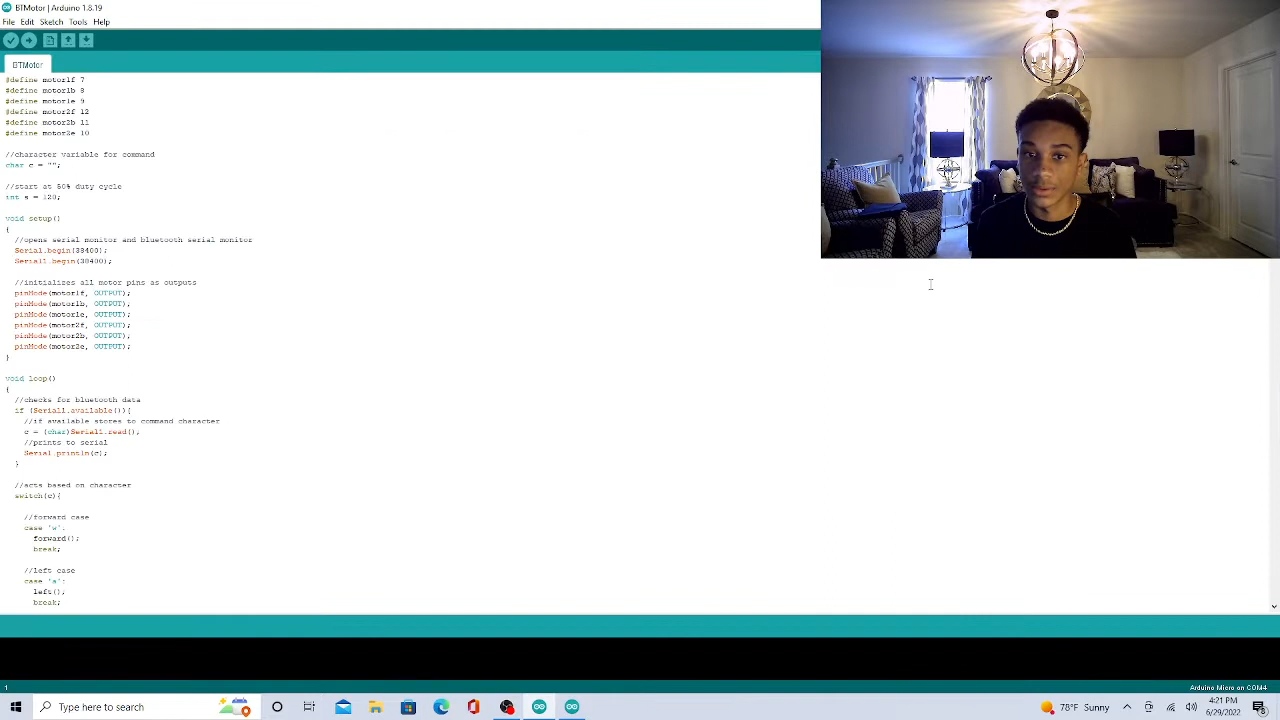 BTMotor | Arduino 1.8.19
File Edit Sketch Tools Help
BTMotor
#define motor1f 7
#define motor1b 8
#define motor1e 9
#define motor2f 12
#define motor2b 11
#define motor2e 10
//character variable for command
char c = "";
//start at 50% duty cycle
int s = 120;
void setup()
{
//opens serial monitor and bluetooth serial monitor
Serial.begin(38400);
Serial1.begin(38400);
//initializes all motor pins as outputs
pinMode(motor1f, OUTPUT);
pinMode(motor1b, OUTPUT);
pinMode(motor1e, OUTPUT);
pinMode(motor2f, OUTPUT);
pinMode(motor2b, OUTPUT);
pinMode(motor2e, OUTPUT);
}
void loop()
{
//checks for bluetooth data
if (Serial1.available()){
//if available stores to command character
c = (char)Serial1.read();
//prints to serial
Serial.println(c);
}
//acts based on character
switch(c){
//forward case
case 'w':
forward();
break;
//left case
case 'a':
left();
break;
1
Arduino Micro on COM4
Type here to search
78°F Sunny
4:21 PM
6/29/2022
8